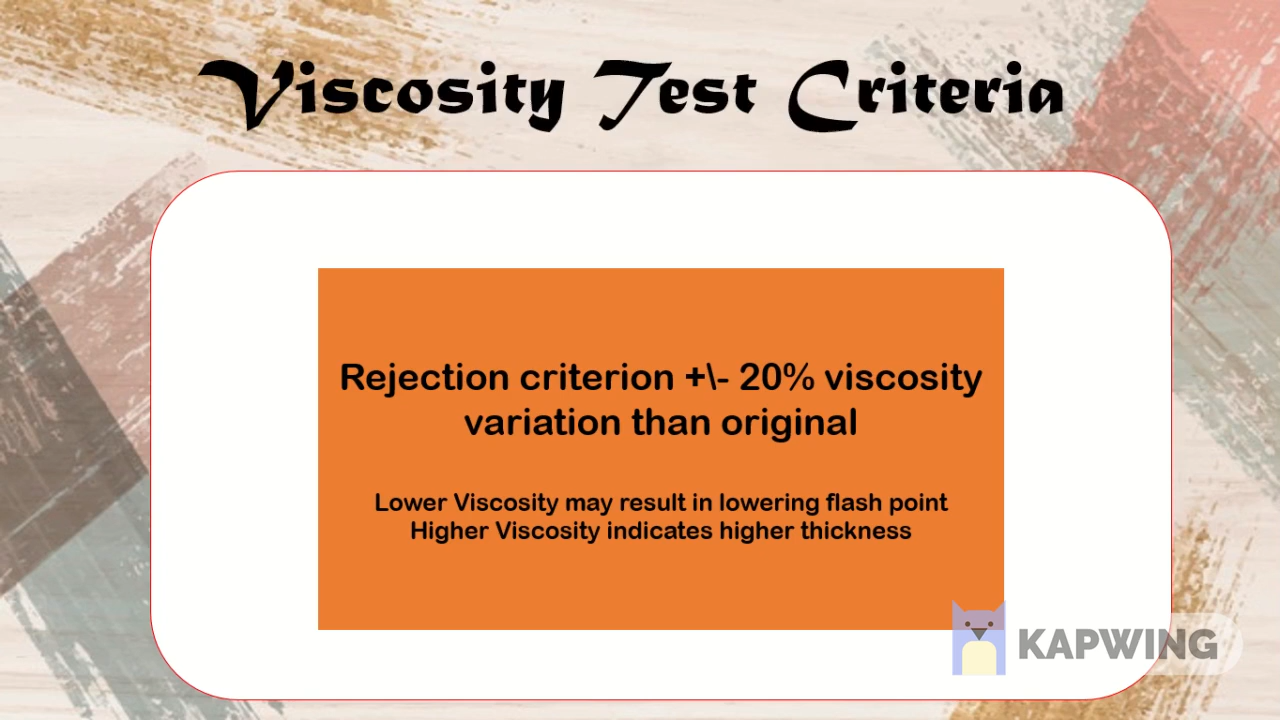 Viscosity Test Criteria
Rejection criterion +\- 20% viscosity
variation than original
Lower Viscosity may result in lowering flash point
Higher Viscosity indicates higher thickness
KAPWING